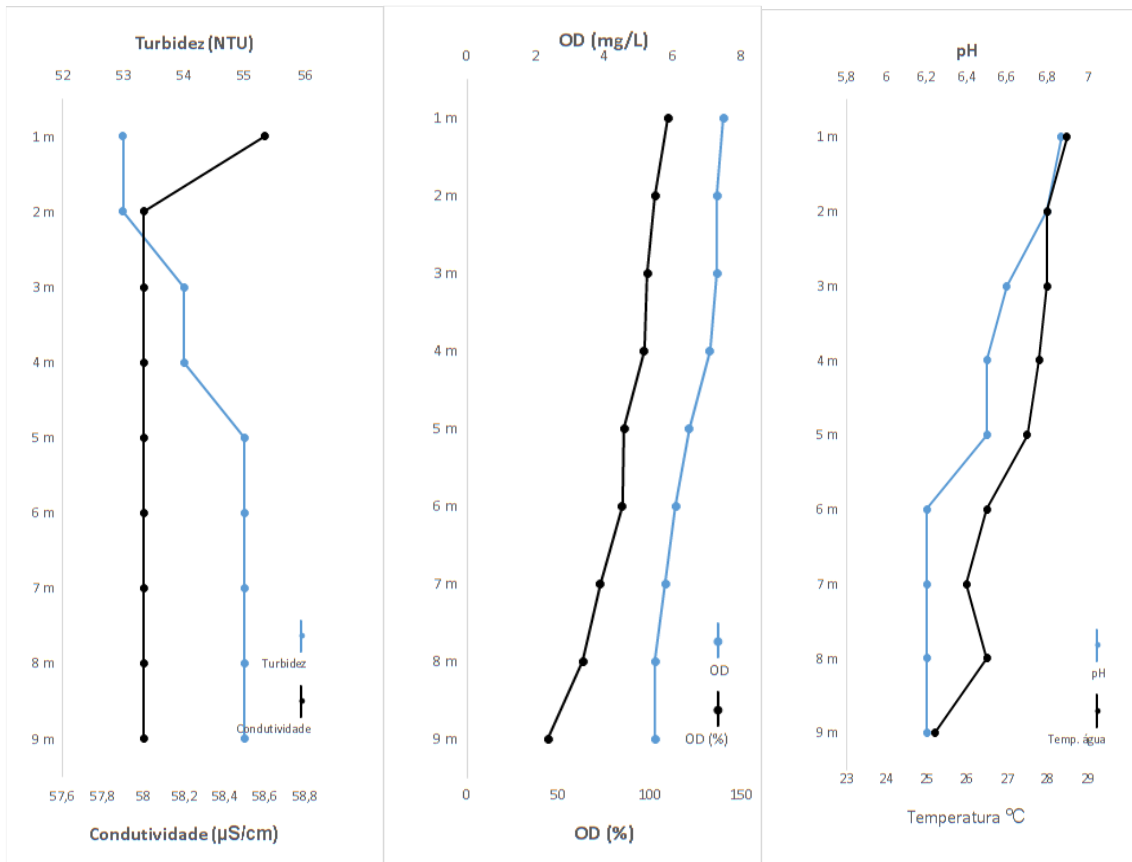 Turbidez (NTU)
52 53 54 55 56
1 m
2 m
3 m
4 m
5 m
6 m
7 m
8 m
9 m
Turbidez
Condutividade
57,6 57,8 58 58,2 58,4 58,6 58,8
Condutividade (µS/cm)
OD (mg/L)
0 2 4 6 8
1 m
2 m
3 m
4 m
5 m
6 m
7 m
8 m
9 m
OD
OD (%)
0 50 100 150
OD (%)
pH
5,8 6 6,2 6,4 6,6 6,8 7
1 m
2 m
3 m
4 m
5 m
6 m
7 m
8 m
9 m
pH
Temp. água
23 24 25 26 27 28 29
Temperatura ºC